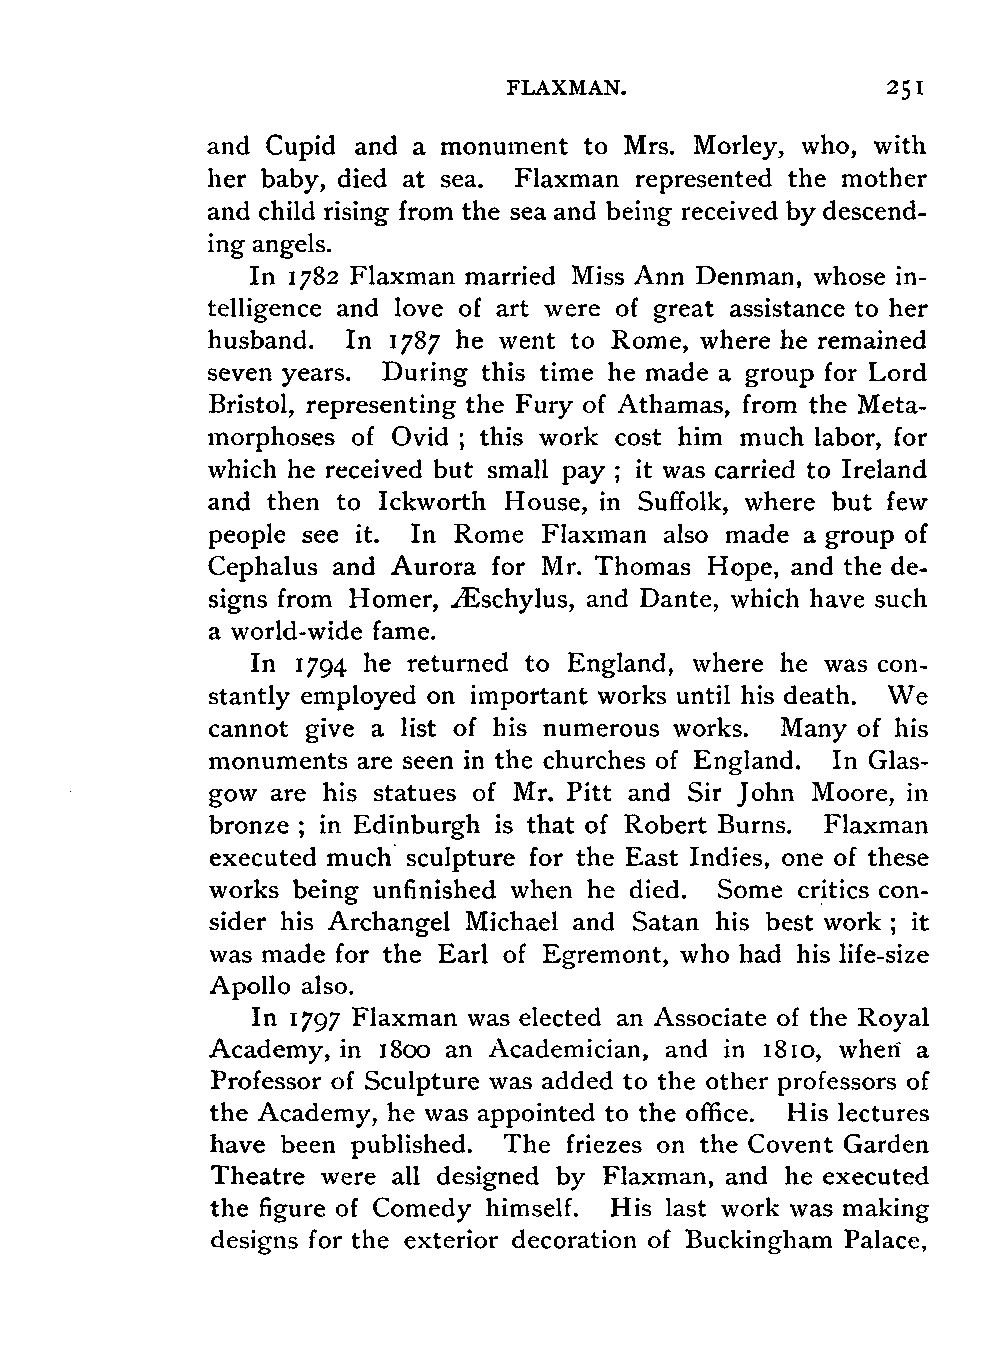 FLAXMAN. 251
and Cupid and a monument to Mrs. Morley, who, with
her baby, died at sea. Flaxman represented the mother
and child rising from the sea and being received by descend-
ing angels.
In 1782 Flaxman married Miss Ann Denman, whose in-
telligence and love of art were of great assistance to her
husband. In 1787 he went to Rome, where he remained
seven years. During this time he made a group for Lord
Bristol, representing the Fury of Athamas, from the Meta-
morphoses of Ovid ; this work cost him much labor, for
which he received but small pay ; it was carried to Ireland
and then to Ickworth House, in Suffolk, where but few
people see it. In Rome Flaxman also made a group of
Cephalus and Aurora for Mr. Thomas Hope, and the de-
signs from Homer, Æschylus, and Dante, which have such
a world-wide fame.
In 1794 he returned to England, where he was con-
stantly employed on important works until his death. We
cannot give a list of his numerous works. Many of his
monuments are seen in the churches of England. In Glas-
gow are his statues of Mr. Pitt and Sir John Moore, in
bronze ; in Edinburgh is that of Robert Burns. Flaxman
executed much sculpture for the East Indies, one of these
works being unfinished when he died. Some critics con-
sider his Archangel Michael and Satan his best work ; it
was made for the Earl of Egremont, who had his life-size
Apollo also.
In 1797 Flaxman was elected an Associate of the Royal
Academy, in 1800 an Academician, and in 1810, when a
Professor of Sculpture was added to the other professors of
the Academy, he was appointed to the office. His lectures
have been published. The friezes on the Covent Garden
Theatre were all designed by Flaxman, and he executed
the figure of Comedy himself. His last work was making
designs for the exterior decoration of Buckingham Palace,